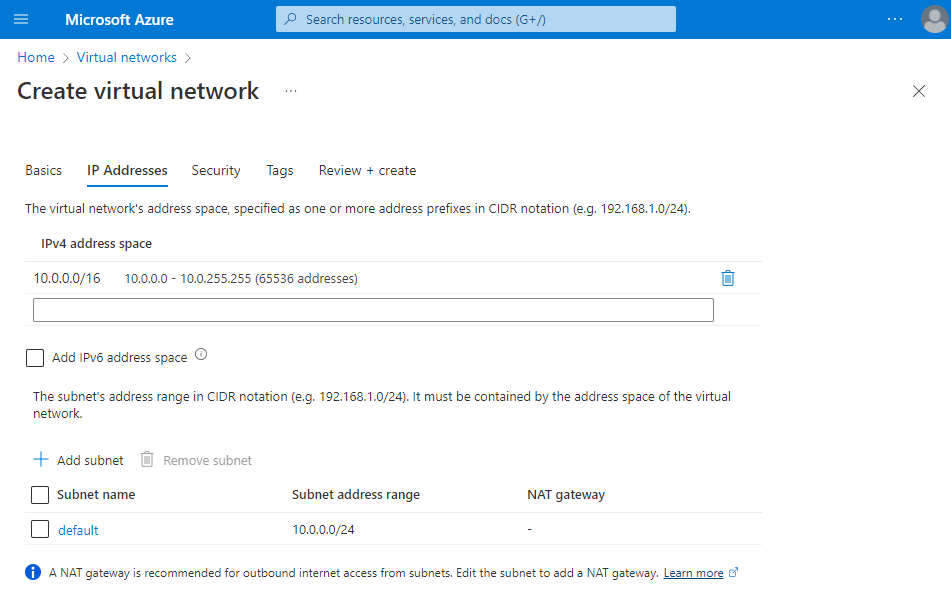 Microsoft Azure
Search resources, services, and docs (G+/)
Home > Virtual networks >
Create virtual network ...
Basics IP Addresses Security Tags Review + create
The virtual network's address space, specified as one or more address prefixes in CIDR notation (e.g. 192.168.1.0/24).
IPv4 address space
10.0.0.0/16 10.0.0.0 - 10.0.255.255 (65536 addresses)
Add IPv6 address space
The subnet's address range in CIDR notation (e.g. 192.168.1.0/24). It must be contained by the address space of the virtual
network.
+ Add subnet Remove subnet
Subnet name Subnet address range NAT gateway
default 10.0.0.0/24 -
A NAT gateway is recommended for outbound internet access from subnets. Edit the subnet to add a NAT gateway. Learn more